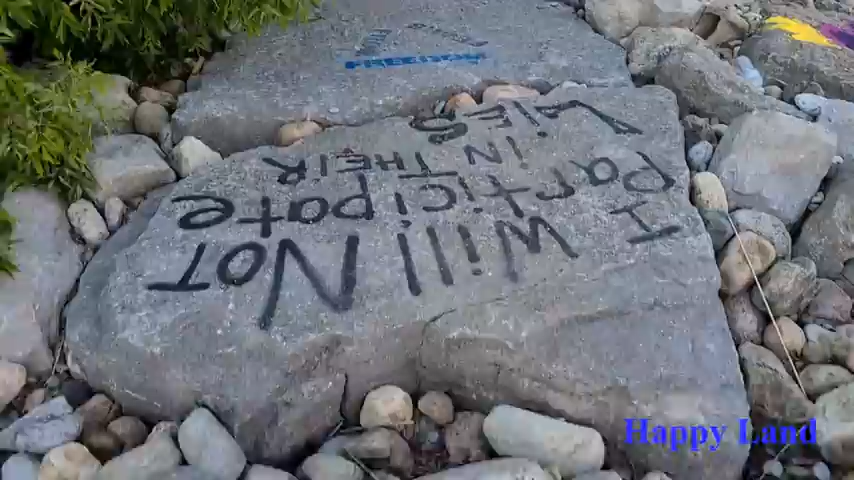 I Will NoT
Participate
iN THEiR
LiES
Happy Land